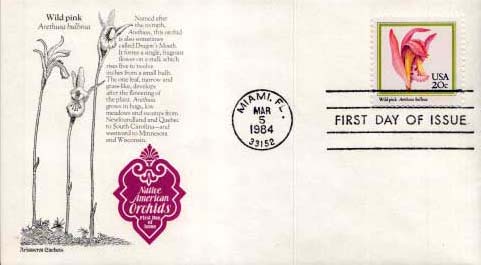 Wild pink
Arethusa bulbosa
Named after
the nymph,
Arethusa, this orchid
is also sometimes
called Dragon's Mouth.
It forms a single, fragrant
flower on a stalk which
rises five to twelve
inches from a small bulb.
The one leaf, narrow and
grass-like, develops
after the flowering of
the plant. Arethusa
grows in bogs, low
meadows and swamps from
Newfoundland and Quebec
to South Carolina—and
westward to Minnesota
and Wisconsin.
Native
American
Orchids
First Day
of
Issue
Artmaster Cachets
MIAMI, FL.
MAR
5
1984
33152
USA
20c
Wild pink Arethusa bulbosa
FIRST DAY OF ISSUE